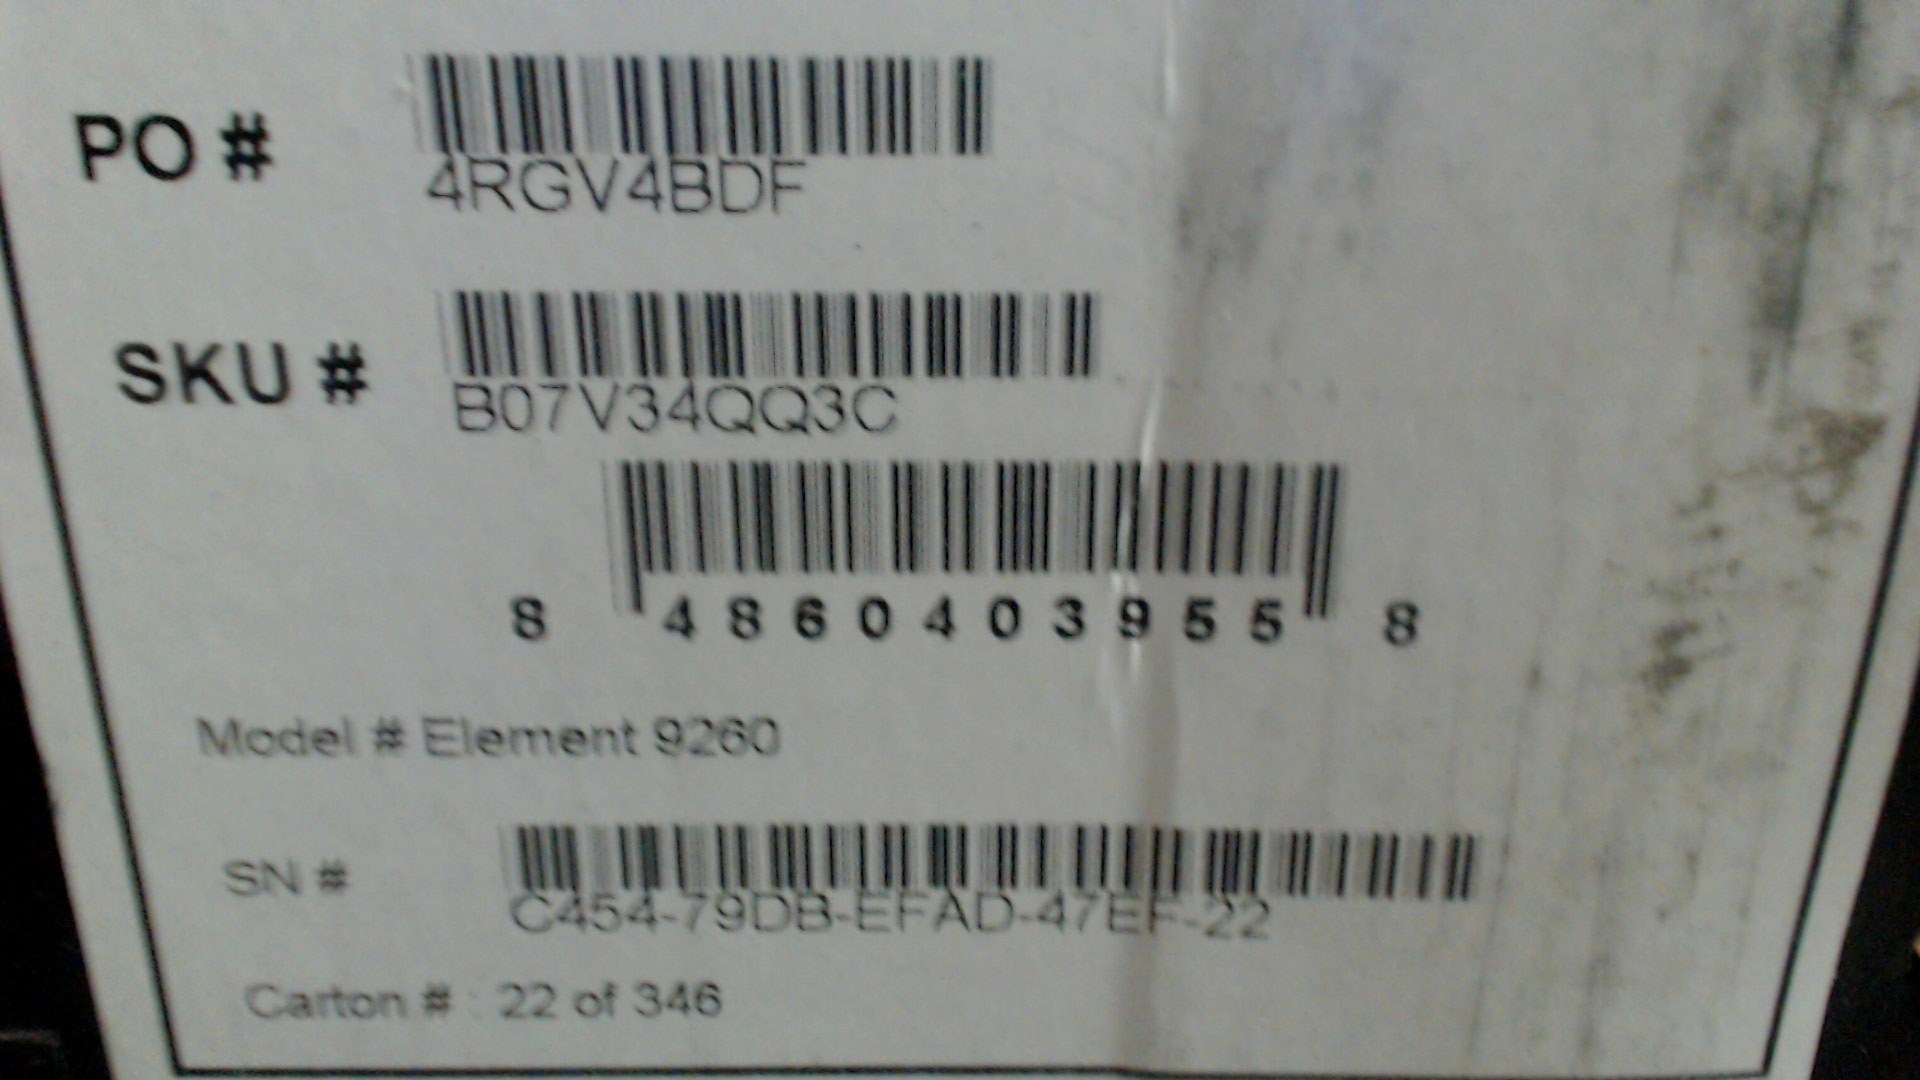 PO # 4RGV4BDF
SKU # B07V34QQ3C
8 4860403955 8
Model # Element 9260
SN # C454-79DB-EFAD-47EF-22
Carton # : 22 of 346